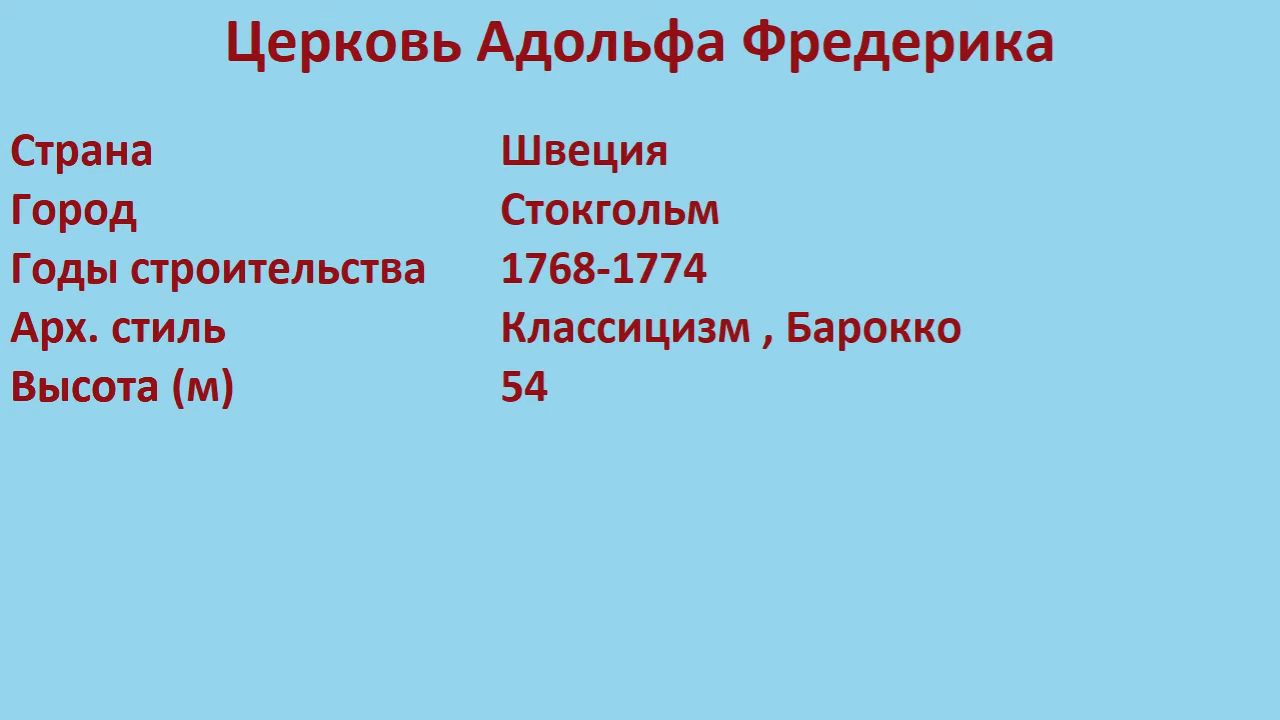 Церковь Адольфа Фредерика
Страна Швеция
Город Стокгольм
Годы строительства 1768-1774
Арх. стиль Классицизм , Барокко
Высота (м) 54